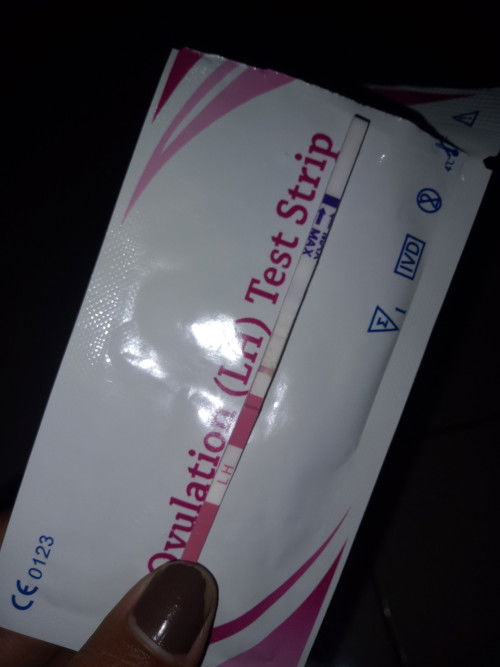 Ovulation (LH) Test Strip
MAX
LH
IVD
CE 0123